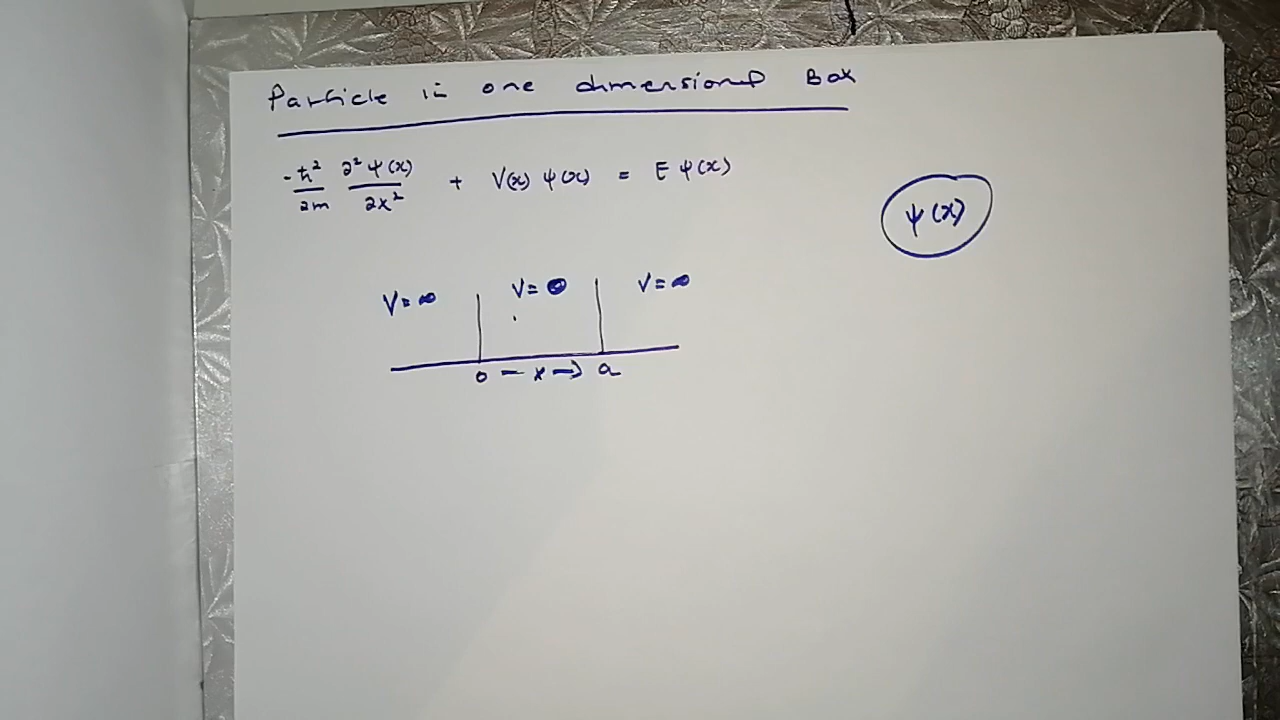 Particle in one dimensional Box
-ħ²/2m ∂²ψ(x)/∂x² + V(x) ψ(x) = E ψ(x)
ψ(x)
V=∞ V=0 V=∞
0 — x → a